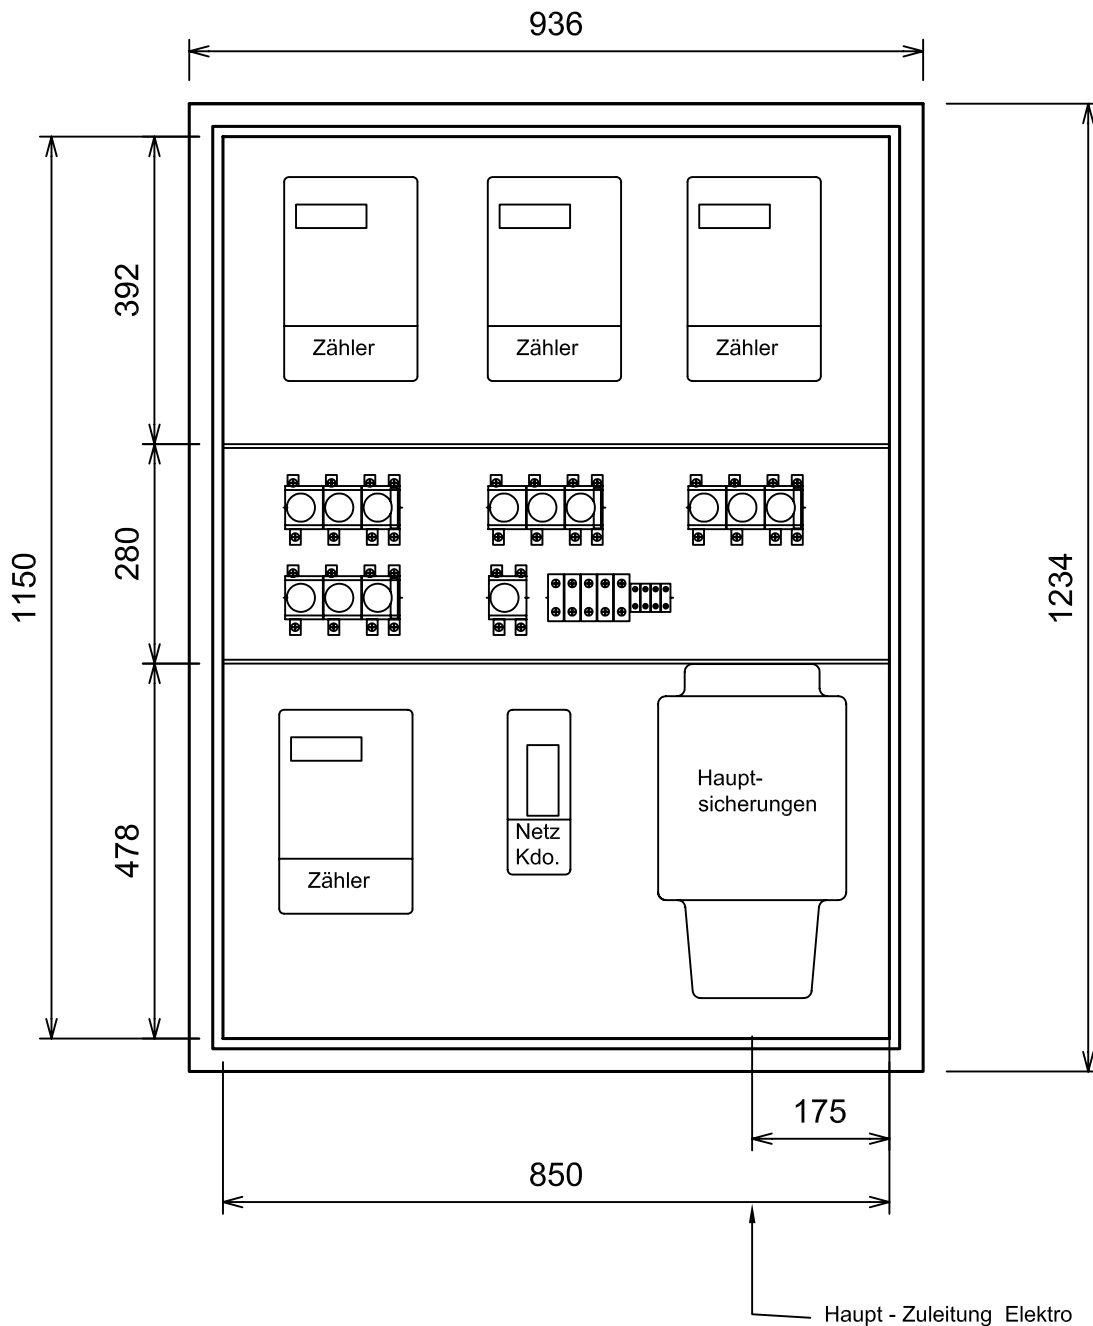 936
392
Zähler Zähler Zähler
1150
280
1234
478
Haupt-
sicherungen
Netz
Kdo.
Zähler
175
850
Haupt - Zuleitung Elektro